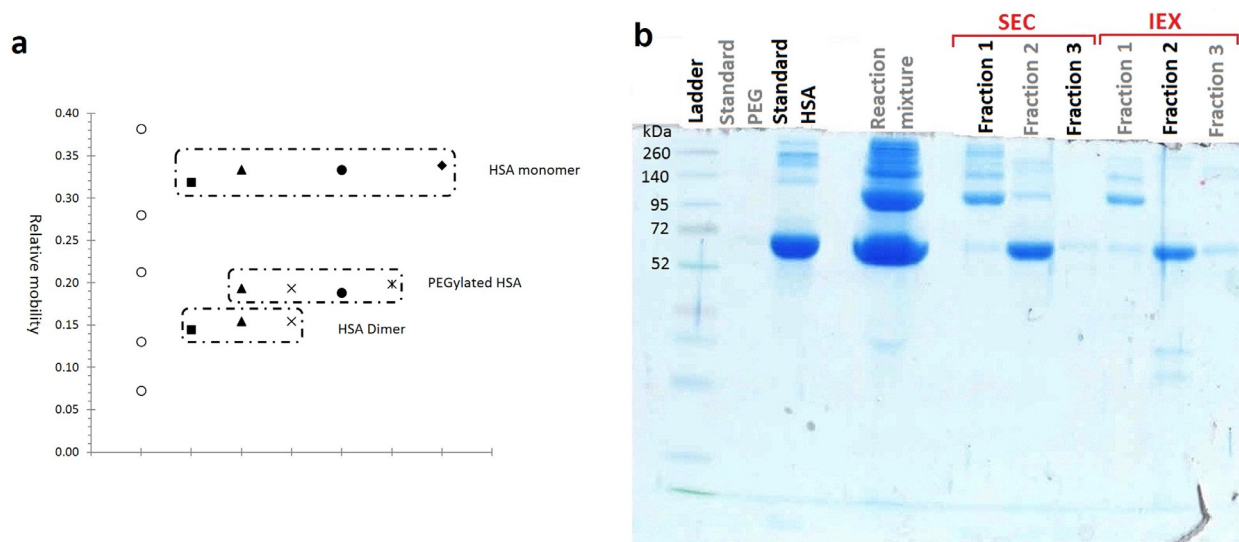 a
0.40
0.35
0.30
0.25
0.20
0.15
0.10
0.05
0.00
Relative mobility
HSA monomer
PEGylated HSA
HSA Dimer
b
SEC
IEX
Ladder
Standard
PEG
Standard
HSA
Reaction
mixture
Fraction 1
Fraction 2
Fraction 3
Fraction 1
Fraction 2
Fraction 3
kDa
260
140
95
72
52